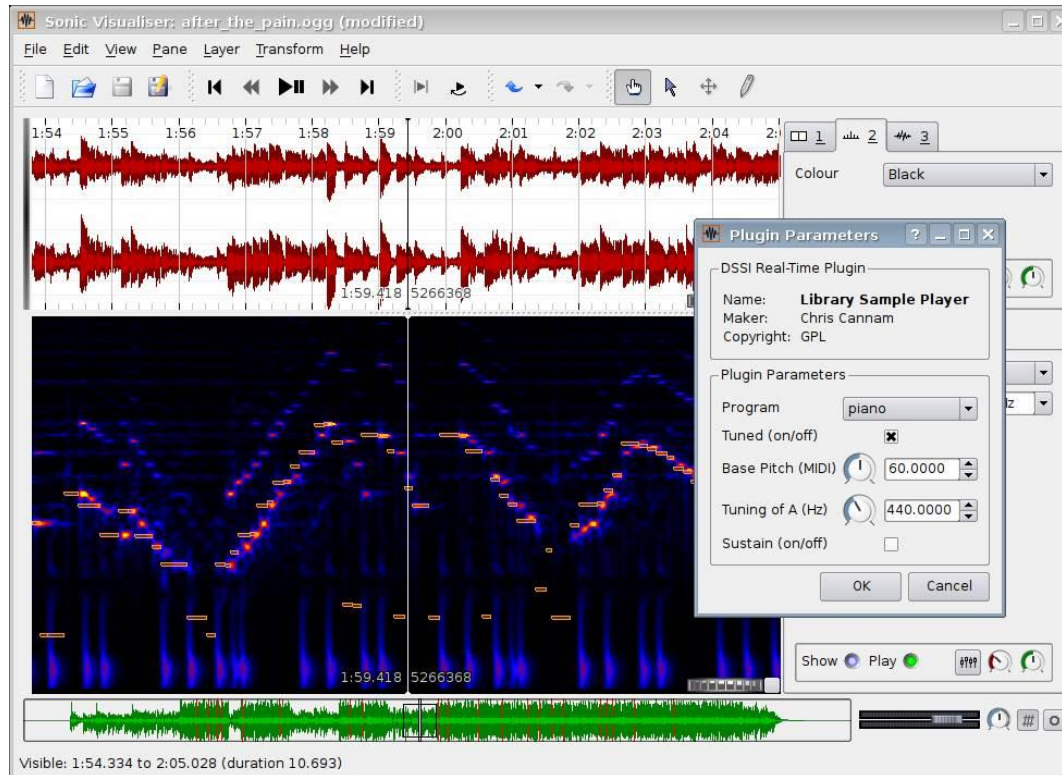 Sonic Visualiser: after_the_pain.ogg (modified)
File Edit View Pane Layer Transform Help
1:54 1:55 1:56 1:57 1:58 1:59 2:00 2:01 2:02 2:03 2:04
1 2 3
Colour Black
1:59.418 5266368
Plugin Parameters
DSSI Real-Time Plugin
Name: Library Sample Player
Maker: Chris Cannam
Copyright: GPL
Plugin Parameters
Program piano
Tuned (on/off)
Base Pitch (MIDI) 60.0000
Tuning of A (Hz) 440.0000
Sustain (on/off)
OK Cancel
Show Play
1:59.418 5266368
Visible: 1:54.334 to 2:05.028 (duration 10.693)